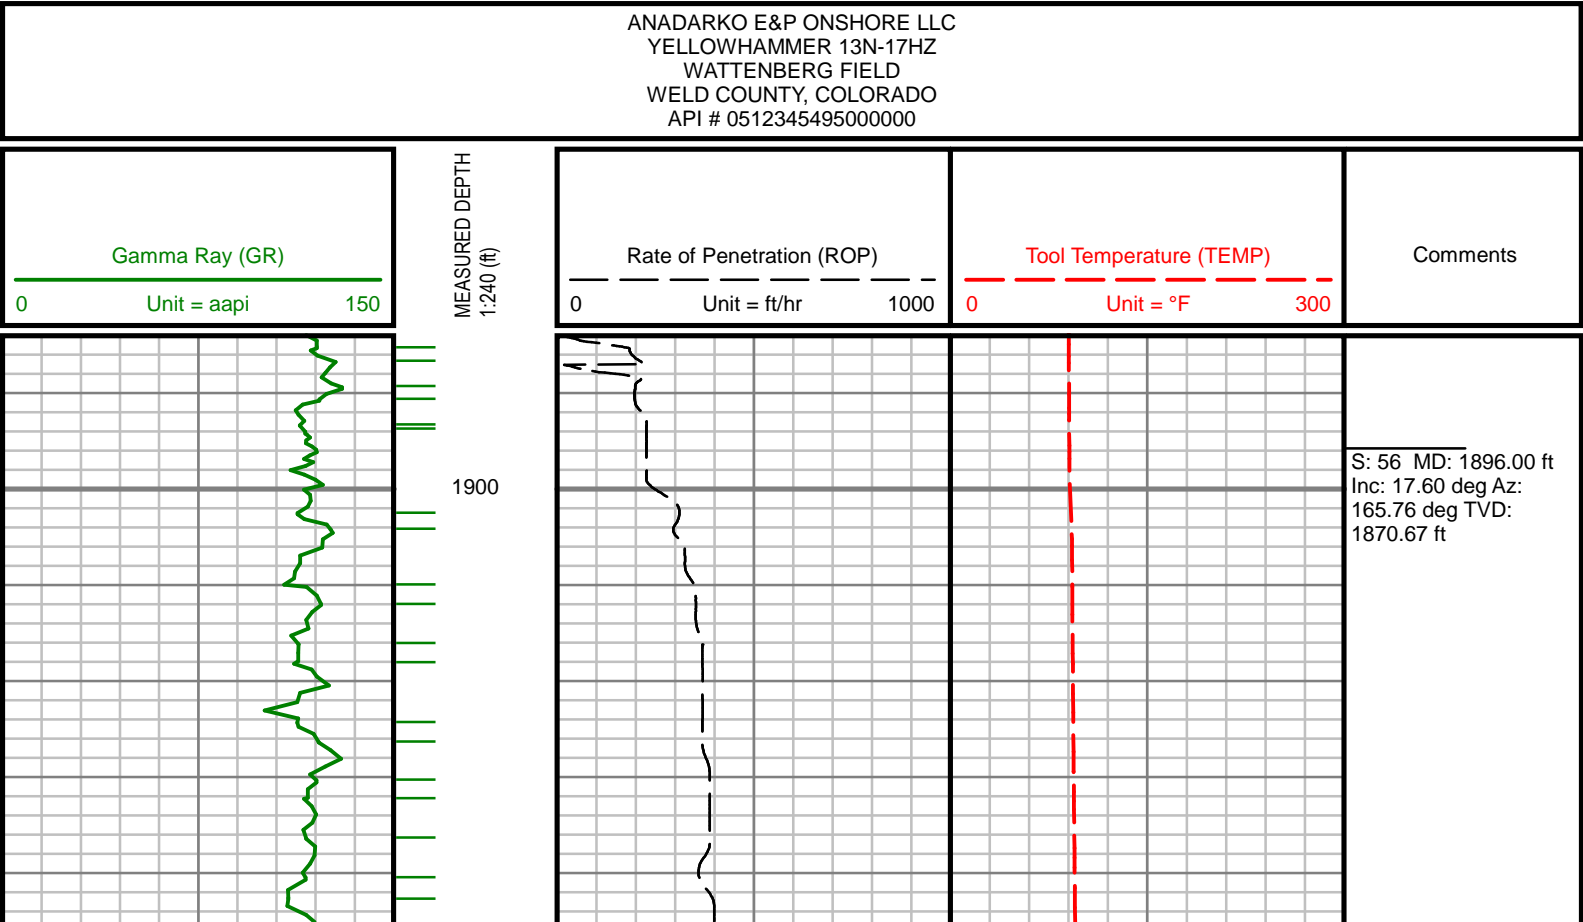 ANADARKO E&P ONSHORE LLC
YELLOWHAMMER 13N-17HZ
WATTENBERG FIELD
WELD COUNTY, COLORADO
API # 0512345495000000
Gamma Ray (GR)
0 Unit = aapi 150
MEASURED DEPTH
1:240 (ft)
Rate of Penetration (ROP)
0 Unit = ft/hr 1000
Tool Temperature (TEMP)
0 Unit = °F 300
Comments
1900
S: 56 MD: 1896.00 ft
Inc: 17.60 deg Az:
165.76 deg TVD:
1870.67 ft